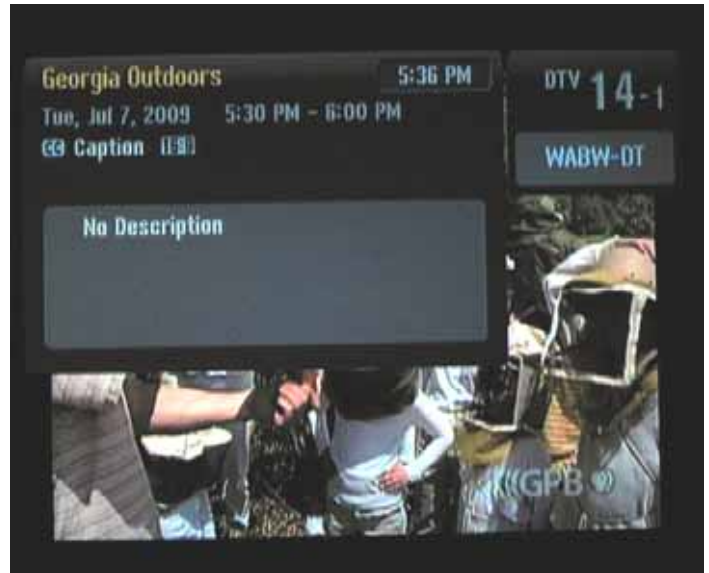 Georgia Outdoors
5:36 PM
DTV 14-1
Tue, Jul 7, 2009 5:30 PM - 6:00 PM
CC Caption
WABW-DT
No Description
GPB